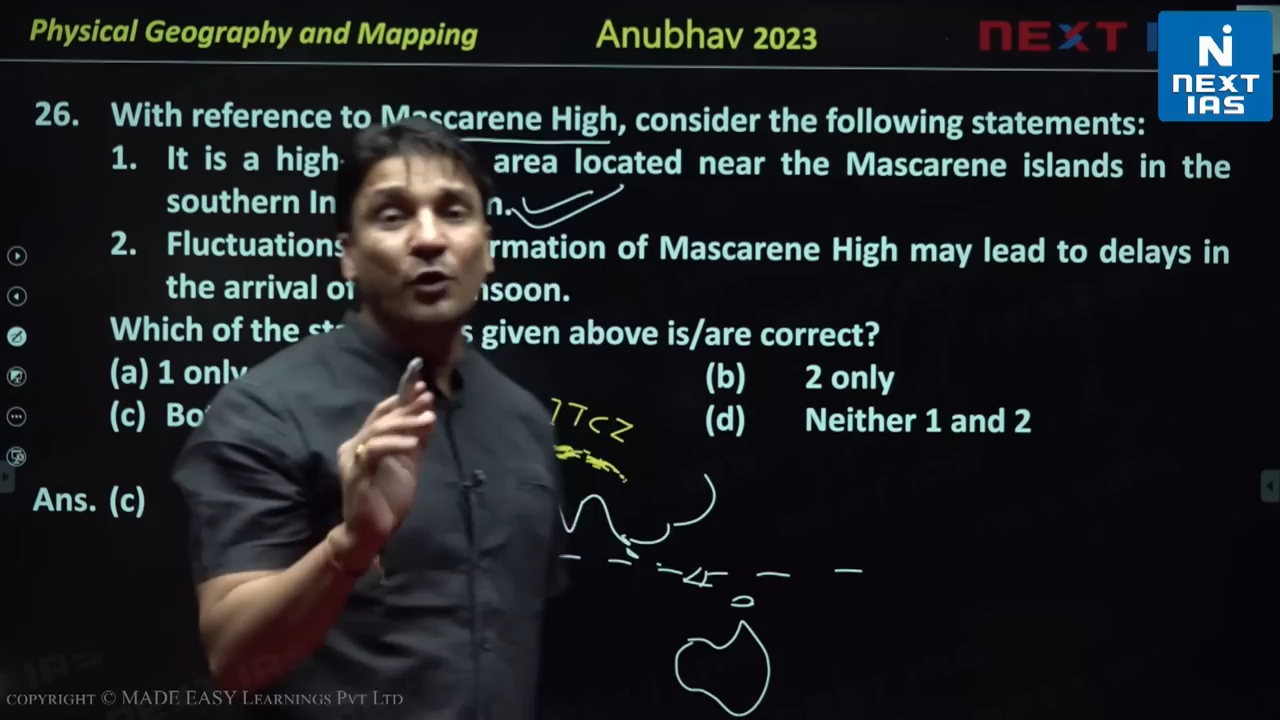 Physical Geography and Mapping
Anubhav 2023
NEXT I
NEXT
IAS
26. With reference to Mascarene High, consider the following statements:
1. It is a high area located near the Mascarene islands in the
southern In n.
2. Fluctuations rmation of Mascarene High may lead to delays in
the arrival of nsoon.
Which of the st s given above is/are correct?
(a) 1 only (b) 2 only
(c) Bo (d) Neither 1 and 2
ITCZ
Ans. (c)
COPYRIGHT © MADE EASY Learnings Pvt Ltd